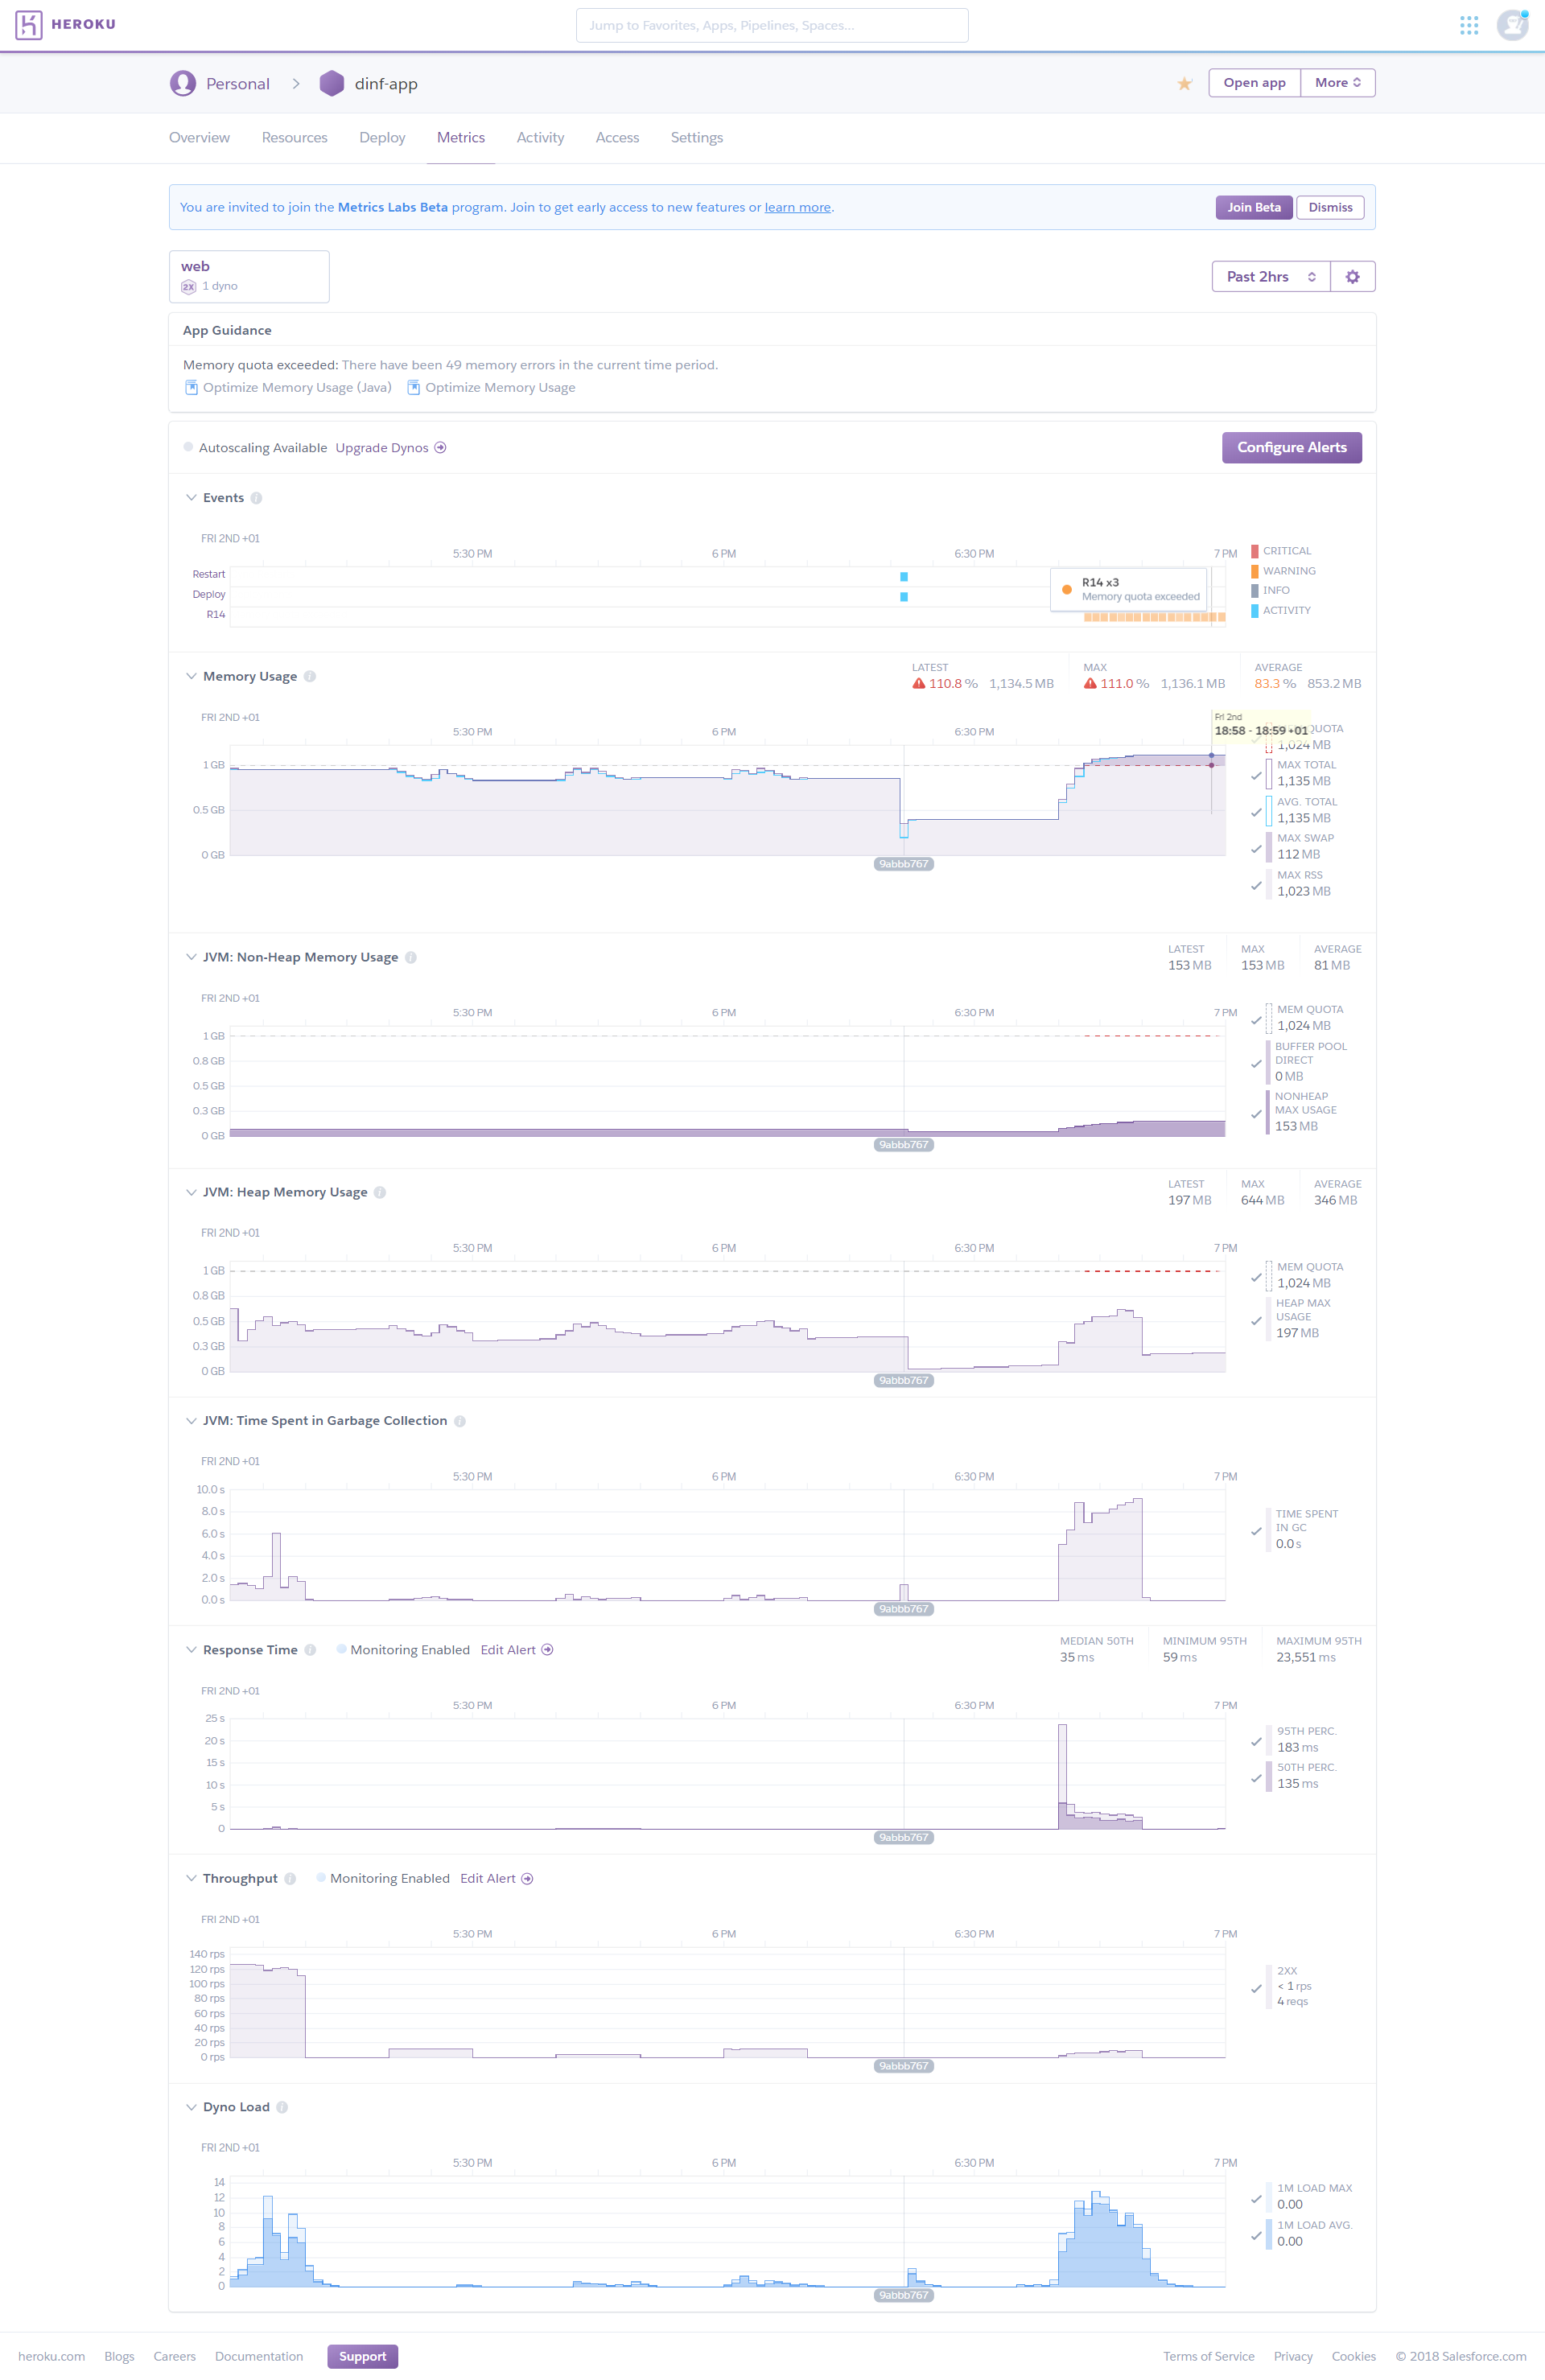 HEROKU
Jump to Favorites, Apps, Pipelines, Spaces...
Personal > dinf-app
Open app More
Overview Resources Deploy Metrics Activity Access Settings
You are invited to join the Metrics Labs Beta program. Join to get early access to new features or learn more.
Join Beta Dismiss
web
2X 1 dyno
Past 2hrs
App Guidance
Memory quota exceeded: There have been 49 memory errors in the current time period.
Optimize Memory Usage (Java) Optimize Memory Usage
Autoscaling Available Upgrade Dynos
Configure Alerts
Events
FRI 2ND +01
5:30 PM 6 PM 6:30 PM 7 PM
Restart
Deploy
R14
R14 x3
Memory quota exceeded
CRITICAL
WARNING
INFO
ACTIVITY
Memory Usage
LATEST MAX AVERAGE
110.8 % 1,134.5 MB 111.0 % 1,136.1 MB 83.3 % 853.2 MB
FRI 2ND +01
5:30 PM 6 PM 6:30 PM
Fri 2nd
18:58 - 18:59 +01
1 GB
0.5 GB
0 GB
9abbb767
QUOTA
1,024 MB
MAX TOTAL
1,135 MB
AVG. TOTAL
1,135 MB
MAX SWAP
112 MB
MAX RSS
1,023 MB
JVM: Non-Heap Memory Usage
LATEST MAX AVERAGE
153 MB 153 MB 81 MB
FRI 2ND +01
5:30 PM 6 PM 6:30 PM 7 PM
1 GB
0.8 GB
0.5 GB
0.3 GB
0 GB
9abbb767
MEM QUOTA
1,024 MB
BUFFER POOL
DIRECT
0 MB
NONHEAP
MAX USAGE
153 MB
JVM: Heap Memory Usage
LATEST MAX AVERAGE
197 MB 644 MB 346 MB
FRI 2ND +01
5:30 PM 6 PM 6:30 PM 7 PM
1 GB
0.8 GB
0.5 GB
0.3 GB
0 GB
9abbb767
MEM QUOTA
1,024 MB
HEAP MAX
USAGE
197 MB
JVM: Time Spent in Garbage Collection
FRI 2ND +01
5:30 PM 6 PM 6:30 PM 7 PM
10.0 s
8.0 s
6.0 s
4.0 s
2.0 s
0.0 s
9abbb767
TIME SPENT
IN GC
0.0 s
Response Time Monitoring Enabled Edit Alert
MEDIAN 50TH MINIMUM 95TH MAXIMUM 95TH
35 ms 59 ms 23,551 ms
FRI 2ND +01
5:30 PM 6 PM 6:30 PM 7 PM
25 s
20 s
15 s
10 s
5 s
0
9abbb767
95TH PERC.
183 ms
50TH PERC.
135 ms
Throughput Monitoring Enabled Edit Alert
FRI 2ND +01
5:30 PM 6 PM 6:30 PM 7 PM
140 rps
120 rps
100 rps
80 rps
60 rps
40 rps
20 rps
0 rps
9abbb767
2XX
< 1 rps
4 reqs
Dyno Load
FRI 2ND +01
5:30 PM 6 PM 6:30 PM 7 PM
14
12
10
8
6
4
2
0
9abbb767
1M LOAD MAX
0.00
1M LOAD AVG.
0.00
heroku.com Blogs Careers Documentation Support
Terms of Service Privacy Cookies © 2018 Salesforce.com